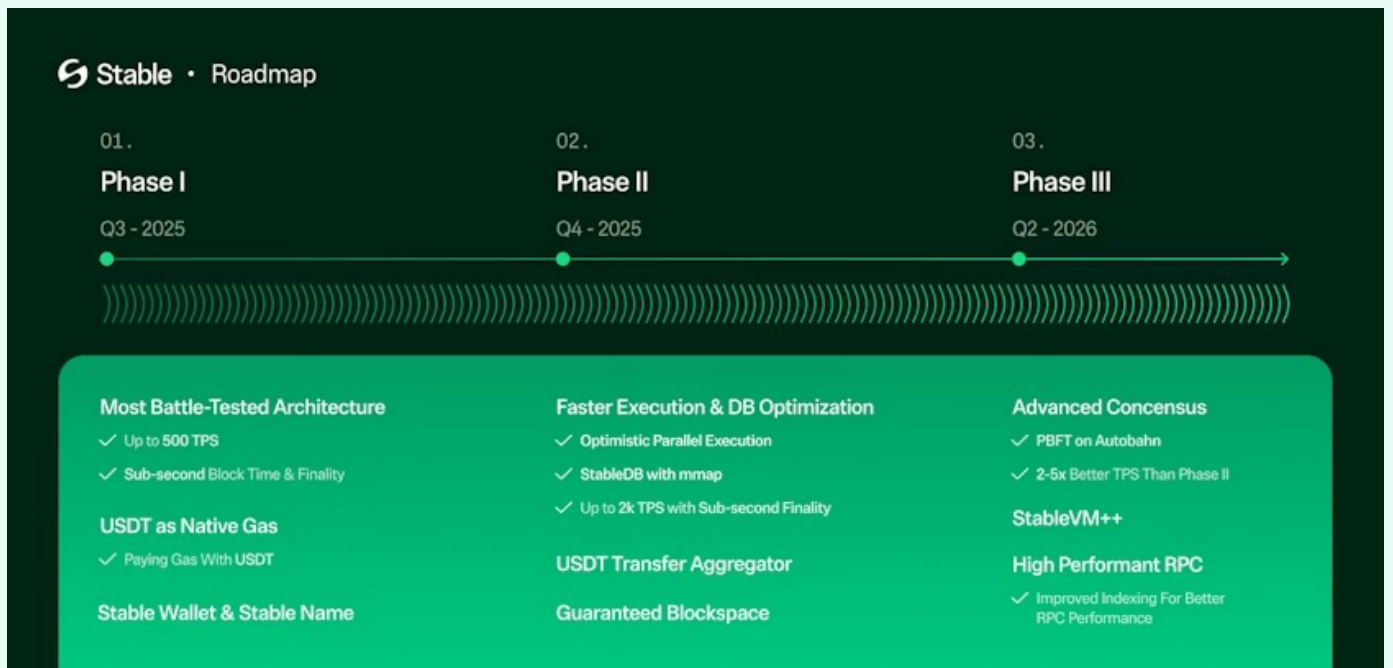 Stable • Roadmap
01.
Phase I
Q3 - 2025
02.
Phase II
Q4 - 2025
03.
Phase III
Q2 - 2026
Most Battle-Tested Architecture
Up to 500 TPS
Sub-second Block Time & Finality
USDT as Native Gas
Paying Gas With USDT
Stable Wallet & Stable Name
Faster Execution & DB Optimization
Optimistic Parallel Execution
StableDB with mmap
Up to 2k TPS with Sub-second Finality
USDT Transfer Aggregator
Guaranteed Blockspace
Advanced Concensus
PBFT on Autobahn
2-5x Better TPS Than Phase II
StableVM++
High Performant RPC
Improved Indexing For Better
RPC Performance